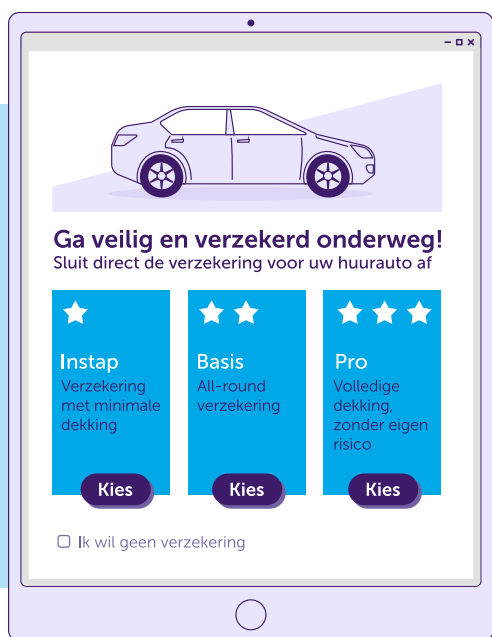 Ga veilig en verzekerd onderweg!
Sluit direct de verzekering voor uw huurauto af
Instap
Verzekering
met minimale
dekking
Kies
Basis
All-round
verzekering
Kies
Pro
Volledige
dekking,
zonder eigen
risico
Kies
Ik wil geen verzekering